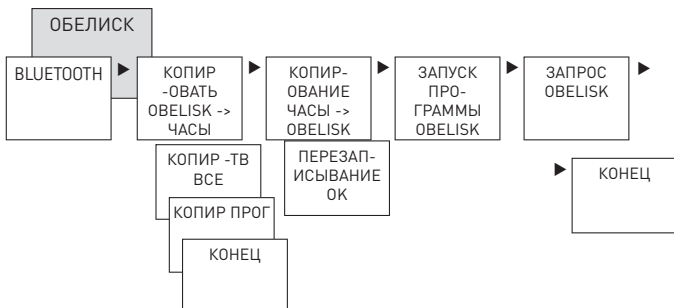 ОБЕЛИСК
BLUETOOTH
КОПИР
-ОВАТЬ
OBELISK ->
ЧАСЫ
КОПИР-
ОВАНИЕ
ЧАСЫ ->
OBELISK
ЗАПУСК
ПРО-
ГРАММЫ
OBELISK
ЗАПРОС
OBELISK
КОПИР -ТВ
ВСЕ
КОПИР ПРОГ
КОНЕЦ
ПЕРЕЗАП-
ИСЫВАНИЕ
OK
КОНЕЦ